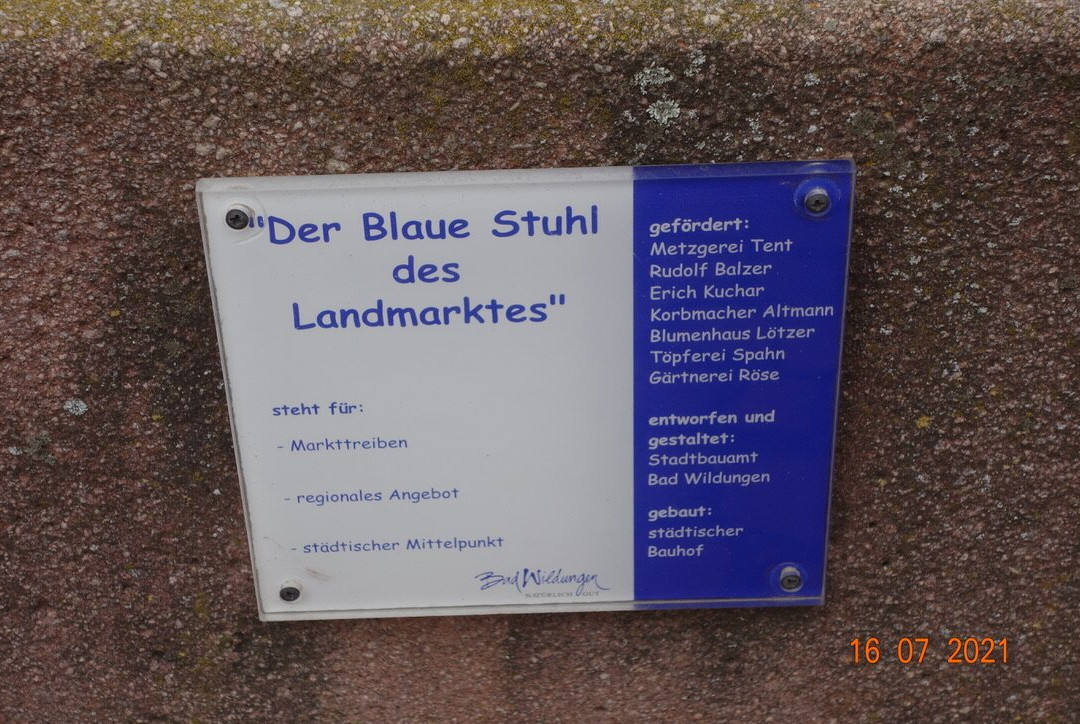 "Der Blaue Stuhl
des
Landmarktes"
steht für:
- Markttreiben
- regionales Angebot
- städtischer Mittelpunkt
Bad Wildungen
NATÜRLICH GUT
gefördert:
Metzgerei Tent
Rudolf Balzer
Erich Kuchar
Korbmacher Altmann
Blumenhaus Lötzer
Töpferei Spahn
Gärtnerei Röse
entworfen und
gestaltet:
Stadtbauamt
Bad Wildungen
gebaut:
städtischer
Bauhof
16 07 2021